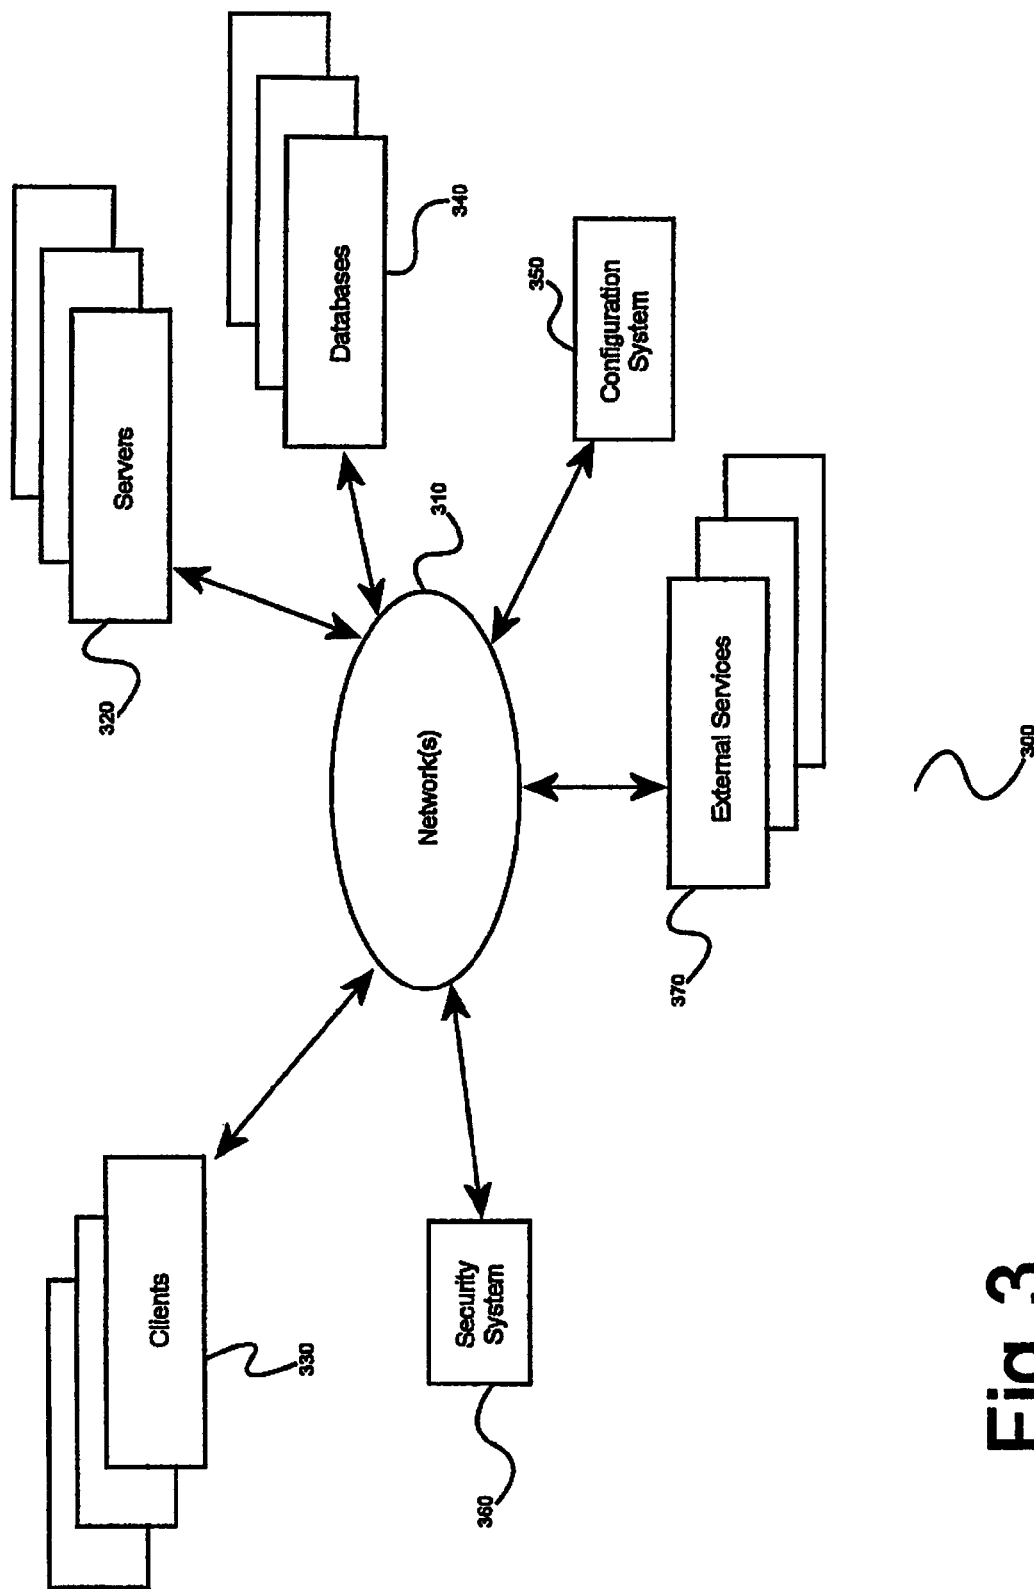 Servers
320
Clients
330
Databases
340
Network(s)
310
Security
System
360
350
Configuration
System
370
External Services
300
Fig. 3